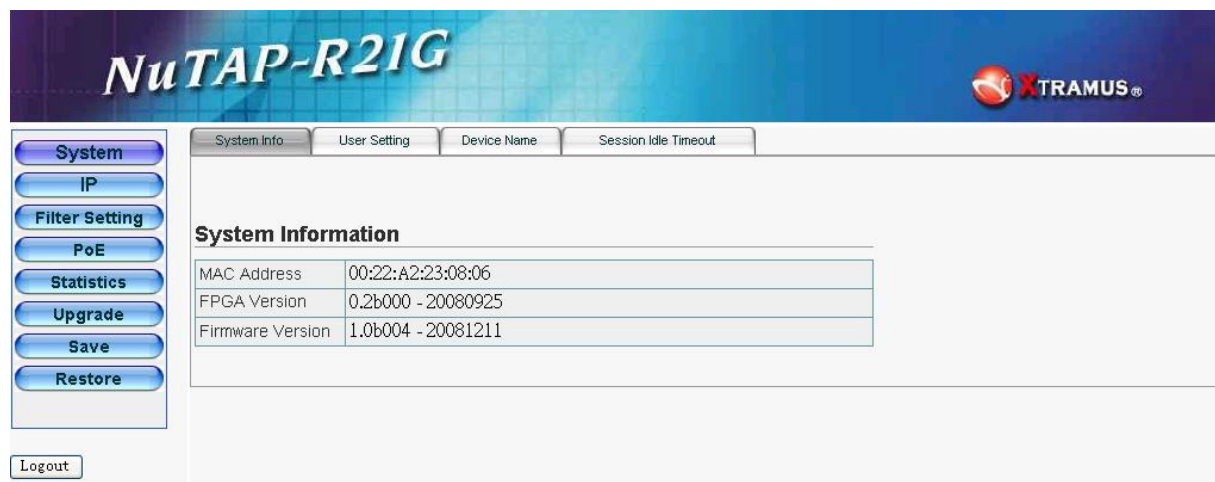 NuTAP-R21G
XTRAMUS®
System
IP
Filter Setting
PoE
Statistics
Upgrade
Save
Restore
Logout
System Info
User Setting
Device Name
Session Idle Timeout
System Information
MAC Address 00:22:A2:23:08:06
FPGA Version 0.2b000 - 20080925
Firmware Version 1.0b004 - 20081211